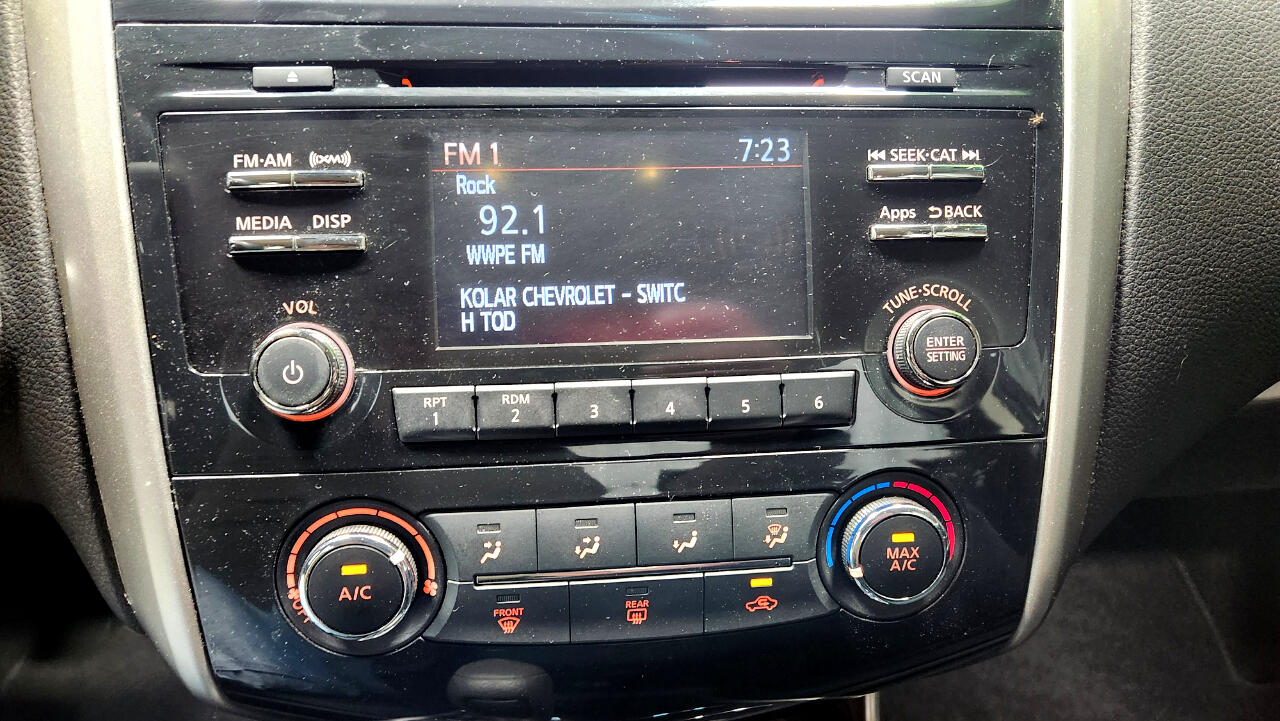 SCAN
FM·AM
((XM))
SEEK·CAT
MEDIA
DISP
Apps
BACK
FM 1
7:23
Rock
92.1
WWPE FM
KOLAR CHEVROLET - SWITC
H TOD
VOL
TUNE·SCROLL
ENTER
SETTING
RPT
1
RDM
2
3
4
5
6
A/C
OFF
FRONT
REAR
MAX
A/C